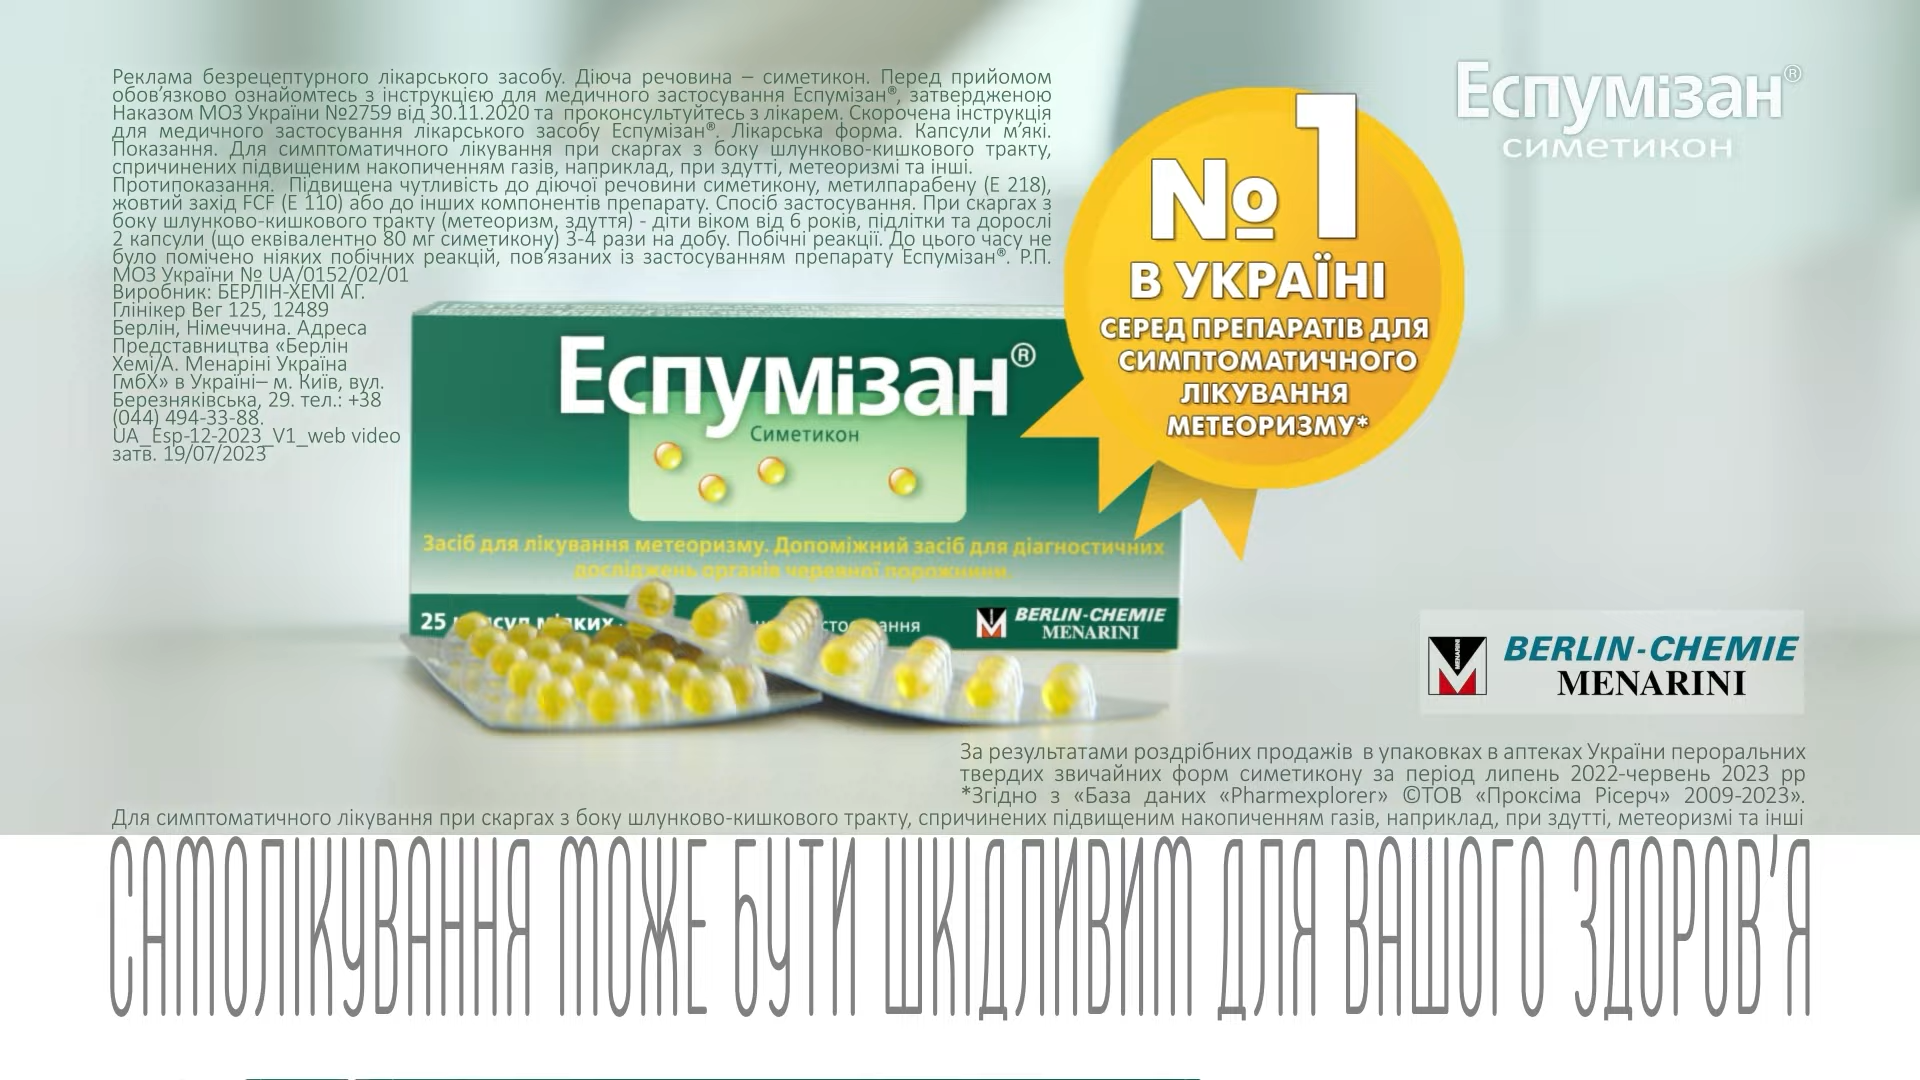 Реклама безрецептурного лікарського засобу. Діюча речовина – симетикон. Перед прийомом
обов’язково ознайомтесь з інструкцією для медичного застосування Еспумізан®, затвердженою
Наказом МОЗ України №2759 від 30.11.2020 та проконсультуйтесь з лікарем. Скорочена інструкція
для медичного застосування лікарського засобу Еспумізан®. Лікарська форма. Капсули м’які.
Показання. Для симптоматичного лікування при скаргах з боку шлунково-кишкового тракту,
спричинених підвищеним накопиченням газів, наприклад, при здутті, метеоризмі та інші.
Протипоказання. Підвищена чутливість до діючої речовини симетикону, метилпарабену (Е 218),
жовтий захід FCF (Е 110) або до інших компонентів препарату. Спосіб застосування. При скаргах з
боку шлунково-кишкового тракту (метеоризм, здуття) - діти віком від 6 років, підлітки та дорослі
2 капсули (що еквівалентно 80 мг симетикону) 3-4 рази на добу. Побічні реакції. До цього часу не
було помічено ніяких побічних реакцій, пов’язаних із застосуванням препарату Еспумізан®. Р.П.
МОЗ України № UA/0152/02/01
Виробник: БЕРЛІН-ХЕМІ АГ.
Глінікер Вег 125, 12489
Берлін, Німеччина. Адреса
Представництва «Берлін
Хемі/А. Менаріні Україна
ГмбХ» в Україні– м. Київ, вул.
Березняківська, 29. тел.: +38
(044) 494-33-88.
UA_Esp-12-2023_V1_web video
затв. 19/07/2023
Еспумізан®
симетикон
№1
В УКРАЇНІ
СЕРЕД ПРЕПАРАТІВ ДЛЯ
СИМПТОМАТИЧНОГО
ЛІКУВАННЯ
МЕТЕОРИЗМУ*
Еспумізан®
Симетикон
Засіб для лікування метеоризму. Допоміжний засіб для діагностичних
досліджень органів черевної порожнини.
25 м'яких
BERLIN-CHEMIE
MENARINI
MENARINI
BERLIN-CHEMIE
MENARINI
За результатами роздрібних продажів в упаковках в аптеках України пероральних
твердих звичайних форм симетикону за період липень 2022-червень 2023 рр
*Згідно з «База даних «Pharmexplorer» ©ТОВ «Проксіма Рісерч» 2009-2023».
Для симптоматичного лікування при скаргах з боку шлунково-кишкового тракту, спричинених підвищеним накопиченням газів, наприклад, при здутті, метеоризмі та інші
САМОЛІКУВАННЯ МОЖЕ БУТИ ШКІДЛИВИМ ДЛЯ ВАШОГО ЗДОРОВ’Я